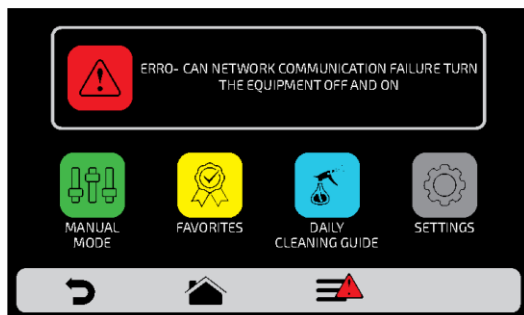 ERRO- CAN NETWORK COMMUNICATION FAILURE TURN
THE EQUIPMENT OFF AND ON
MANUAL
MODE
FAVORITES
DAILY
CLEANING GUIDE
SETTINGS